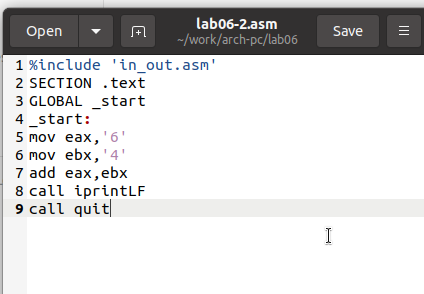 Open
lab06-2.asm
~/work/arch-pc/lab06
Save
1 %include 'in_out.asm'
2 SECTION .text
3 GLOBAL _start
4 _start:
5 mov eax,'6'
6 mov ebx,'4'
7 add eax,ebx
8 call iprintLF
9 call quit